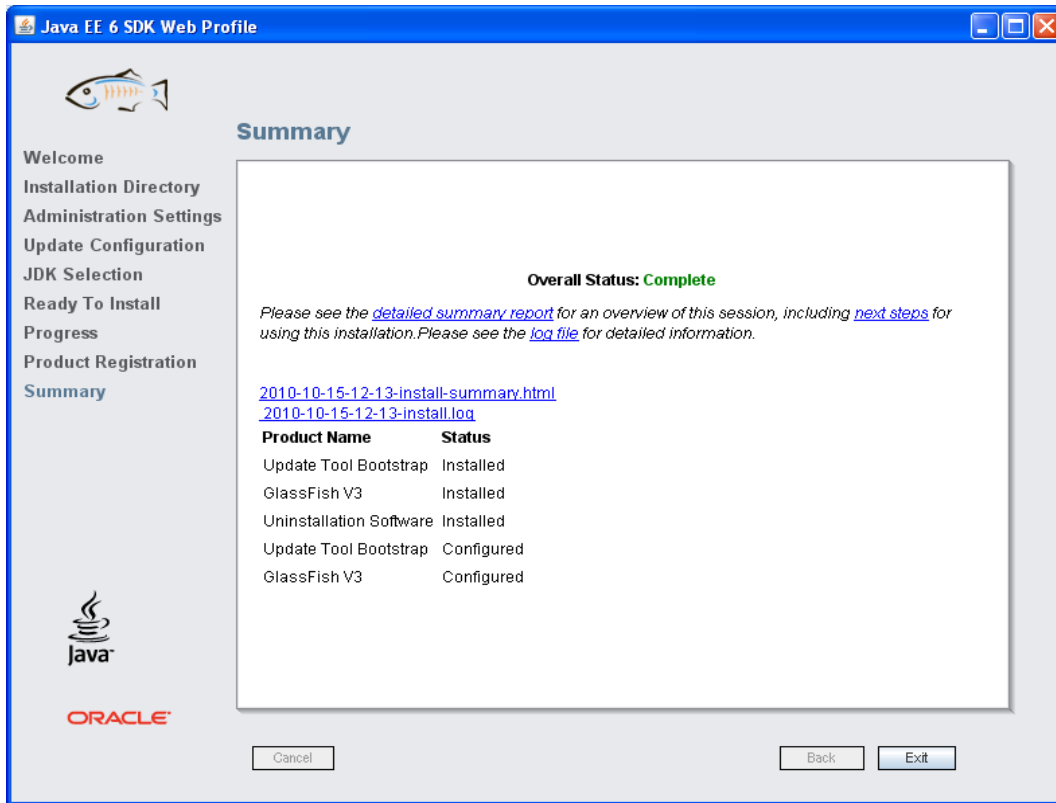 Java EE 6 SDK Web Profile
Summary
Welcome
Installation Directory
Administration Settings
Update Configuration
JDK Selection
Ready To Install
Progress
Product Registration
Summary
Overall Status: Complete
Please see the detailed summary report for an overview of this session, including next steps for
using this installation.Please see the log file for detailed information.
2010-10-15-12-13-install-summary.html
2010-10-15-12-13-install.log
Product Name Status
Update Tool Bootstrap Installed
GlassFish V3 Installed
Uninstallation Software Installed
Update Tool Bootstrap Configured
GlassFish V3 Configured
Java
ORACLE
Cancel Back Exit